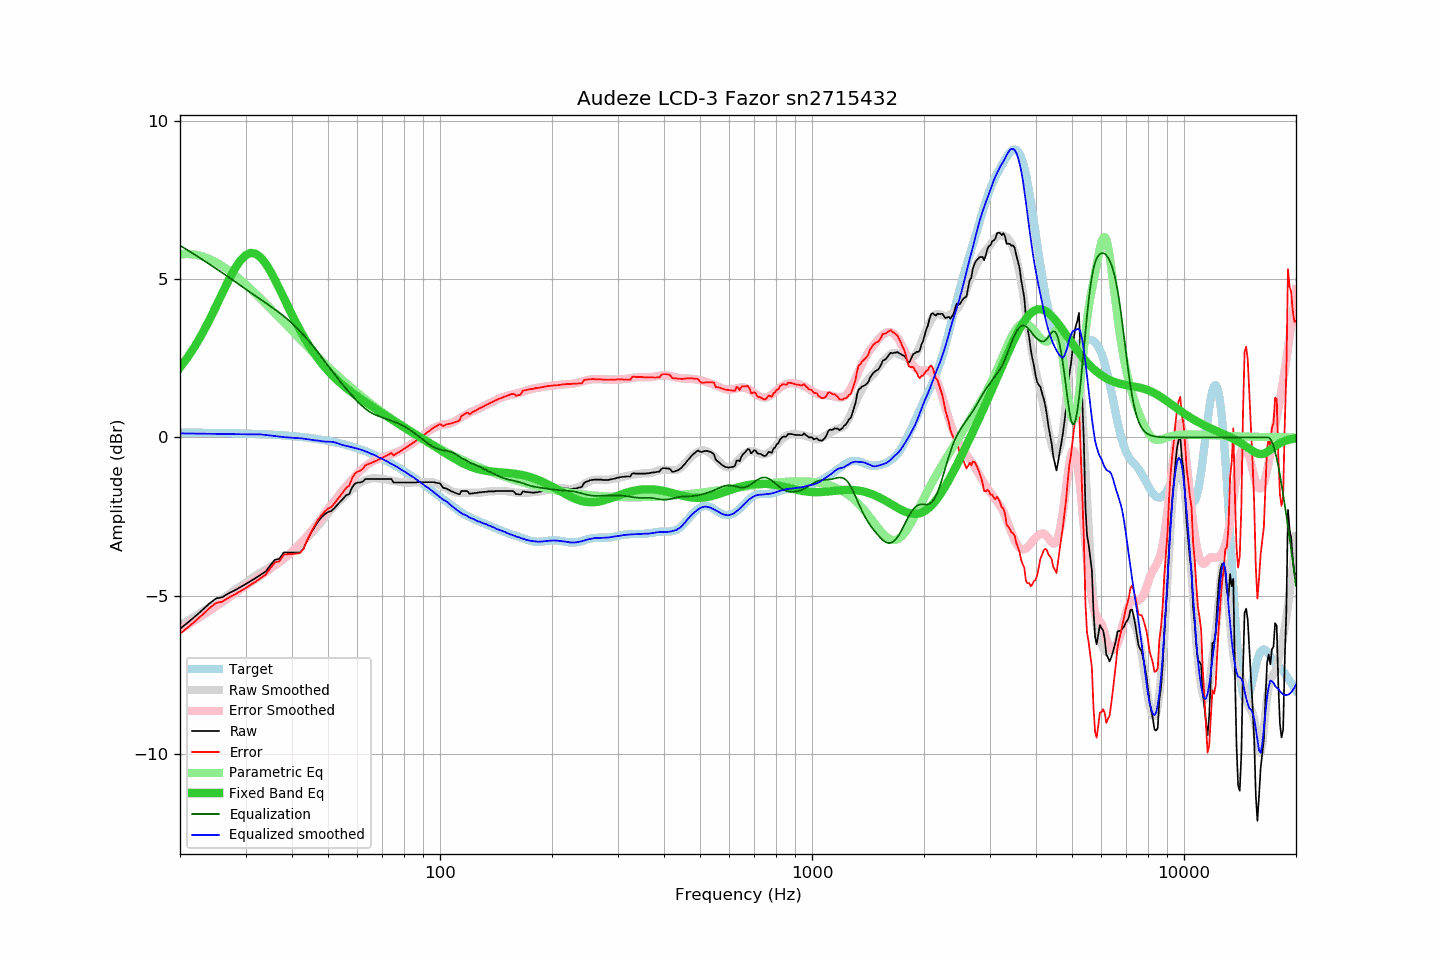 Audeze LCD-3 Fazor sn2715432
10
5
0
−5
−10
Amplitude (dBr)
Target
Raw Smoothed
Error Smoothed
Raw
Error
Parametric Eq
Fixed Band Eq
Equalization
Equalized smoothed
100
1000
10000
Frequency (Hz)